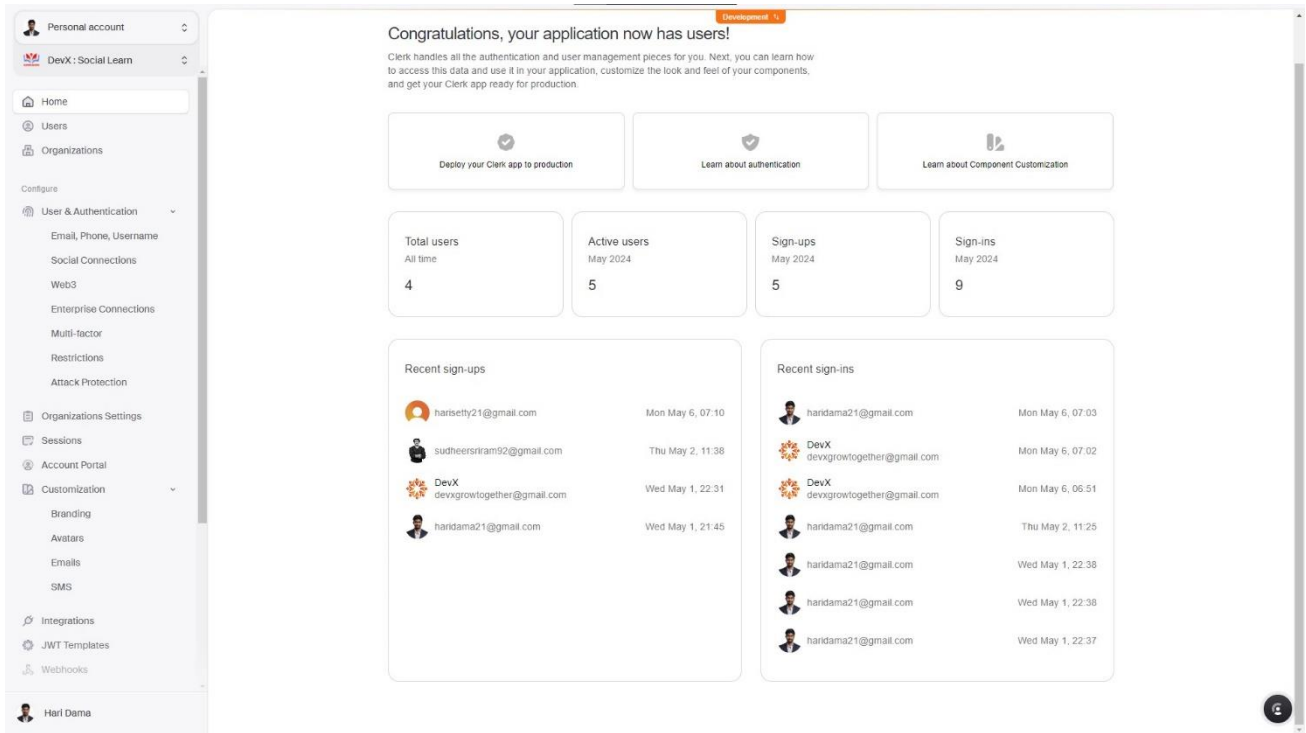 Personal account
DevX : Social Learn
Home
Users
Organizations
Configure
User & Authentication
Email, Phone, Username
Social Connections
Web3
Enterprise Connections
Multi-factor
Restrictions
Attack Protection
Organizations Settings
Sessions
Account Portal
Customization
Branding
Avatars
Emails
SMS
Integrations
JWT Templates
Webhooks
Hari Dama
Development
Congratulations, your application now has users!
Clerk handles all the authentication and user management pieces for you. Next, you can learn how
to access this data and use it in your application, customize the look and feel of your components,
and get your Clerk app ready for production.
Deploy your Clerk app to production
Learn about authentication
Learn about Component Customization
Total users
All time
4
Active users
May 2024
5
Sign-ups
May 2024
5
Sign-ins
May 2024
9
Recent sign-ups
harisetty21@gmail.com Mon May 6, 07:10
sudheersriram92@gmail.com Thu May 2, 11:38
DevX
devxgrowtogether@gmail.com Wed May 1, 22:31
haridama21@gmail.com Wed May 1, 21:45
Recent sign-ins
haridama21@gmail.com Mon May 6, 07:03
DevX
devxgrowtogether@gmail.com Mon May 6, 07:02
DevX
devxgrowtogether@gmail.com Mon May 6, 06:51
haridama21@gmail.com Thu May 2, 11:25
haridama21@gmail.com Wed May 1, 22:38
haridama21@gmail.com Wed May 1, 22:38
haridama21@gmail.com Wed May 1, 22:37